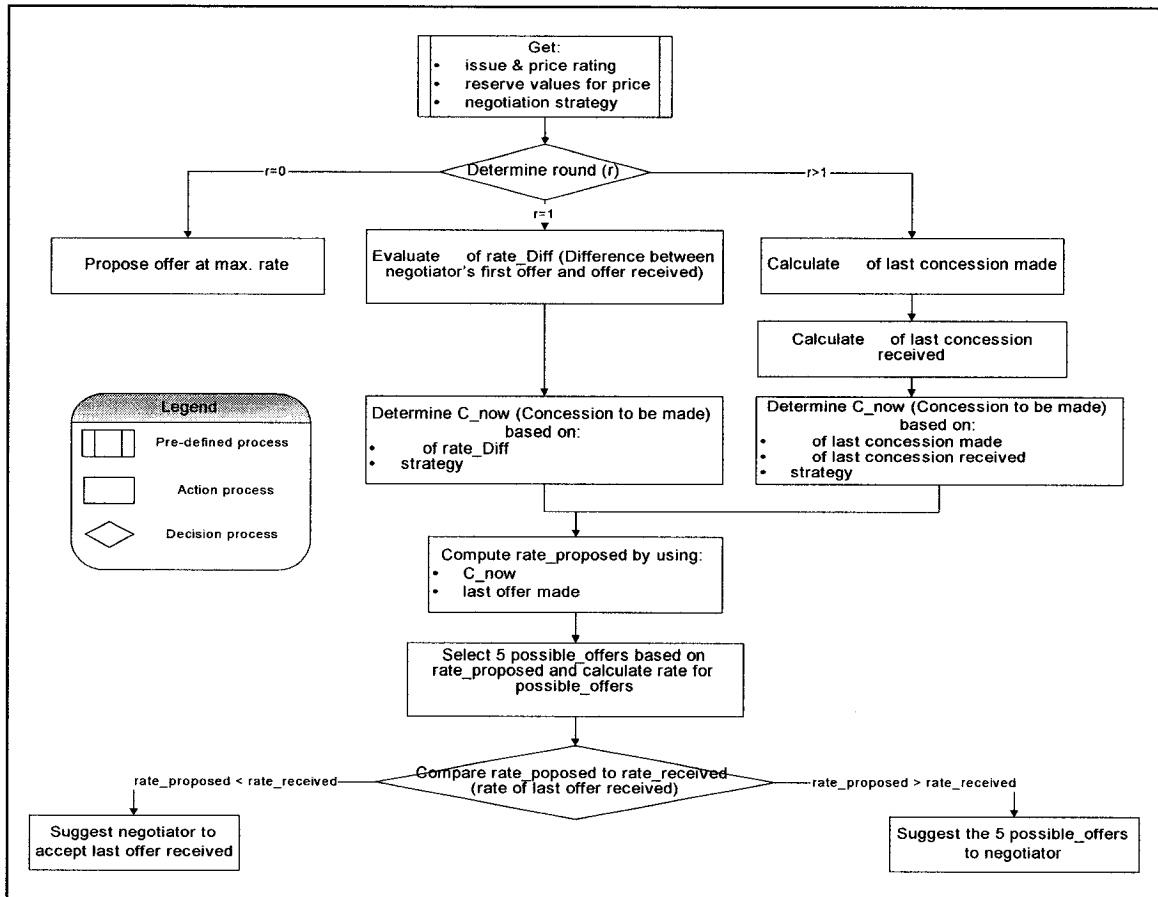 Get:
• issue & price rating
• reserve values for price
• negotiation strategy
Determine round (r)
r=0
r>1
r=1
Propose offer at max. rate
Evaluate of rate_Diff (Difference between
negotiator's first offer and offer received)
Calculate of last concession made
Calculate of last concession
received
Legend
Pre-defined process
Action process
Decision process
Determine C_now (Concession to be made)
based on:
• of rate_Diff
• strategy
Determine C_now (Concession to be made)
based on:
• of last concession made
• of last concession received
• strategy
Compute rate_proposed by using:
• C_now
• last offer made
Select 5 possible_offers based on
rate_proposed and calculate rate for
possible_offers
Compare rate_poposed to rate_received
(rate of last offer received)
rate_proposed < rate_received
rate_proposed > rate_received
Suggest negotiator to
accept last offer received
Suggest the 5 possible_offers
to negotiator